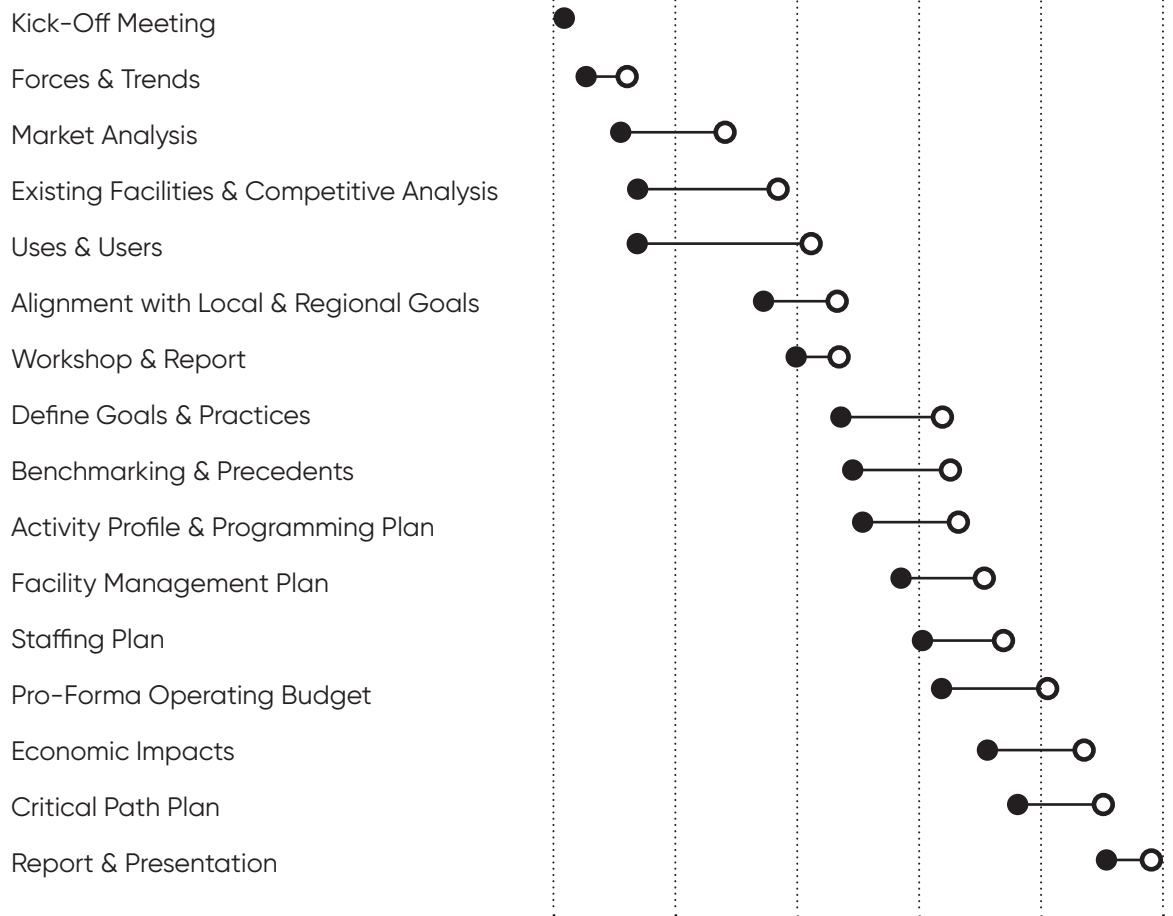 Kick-Off Meeting
Forces & Trends
Market Analysis
Existing Facilities & Competitive Analysis
Uses & Users
Alignment with Local & Regional Goals
Workshop & Report
Define Goals & Practices
Benchmarking & Precedents
Activity Profile & Programming Plan
Facility Management Plan
Staffing Plan
Pro-Forma Operating Budget
Economic Impacts
Critical Path Plan
Report & Presentation